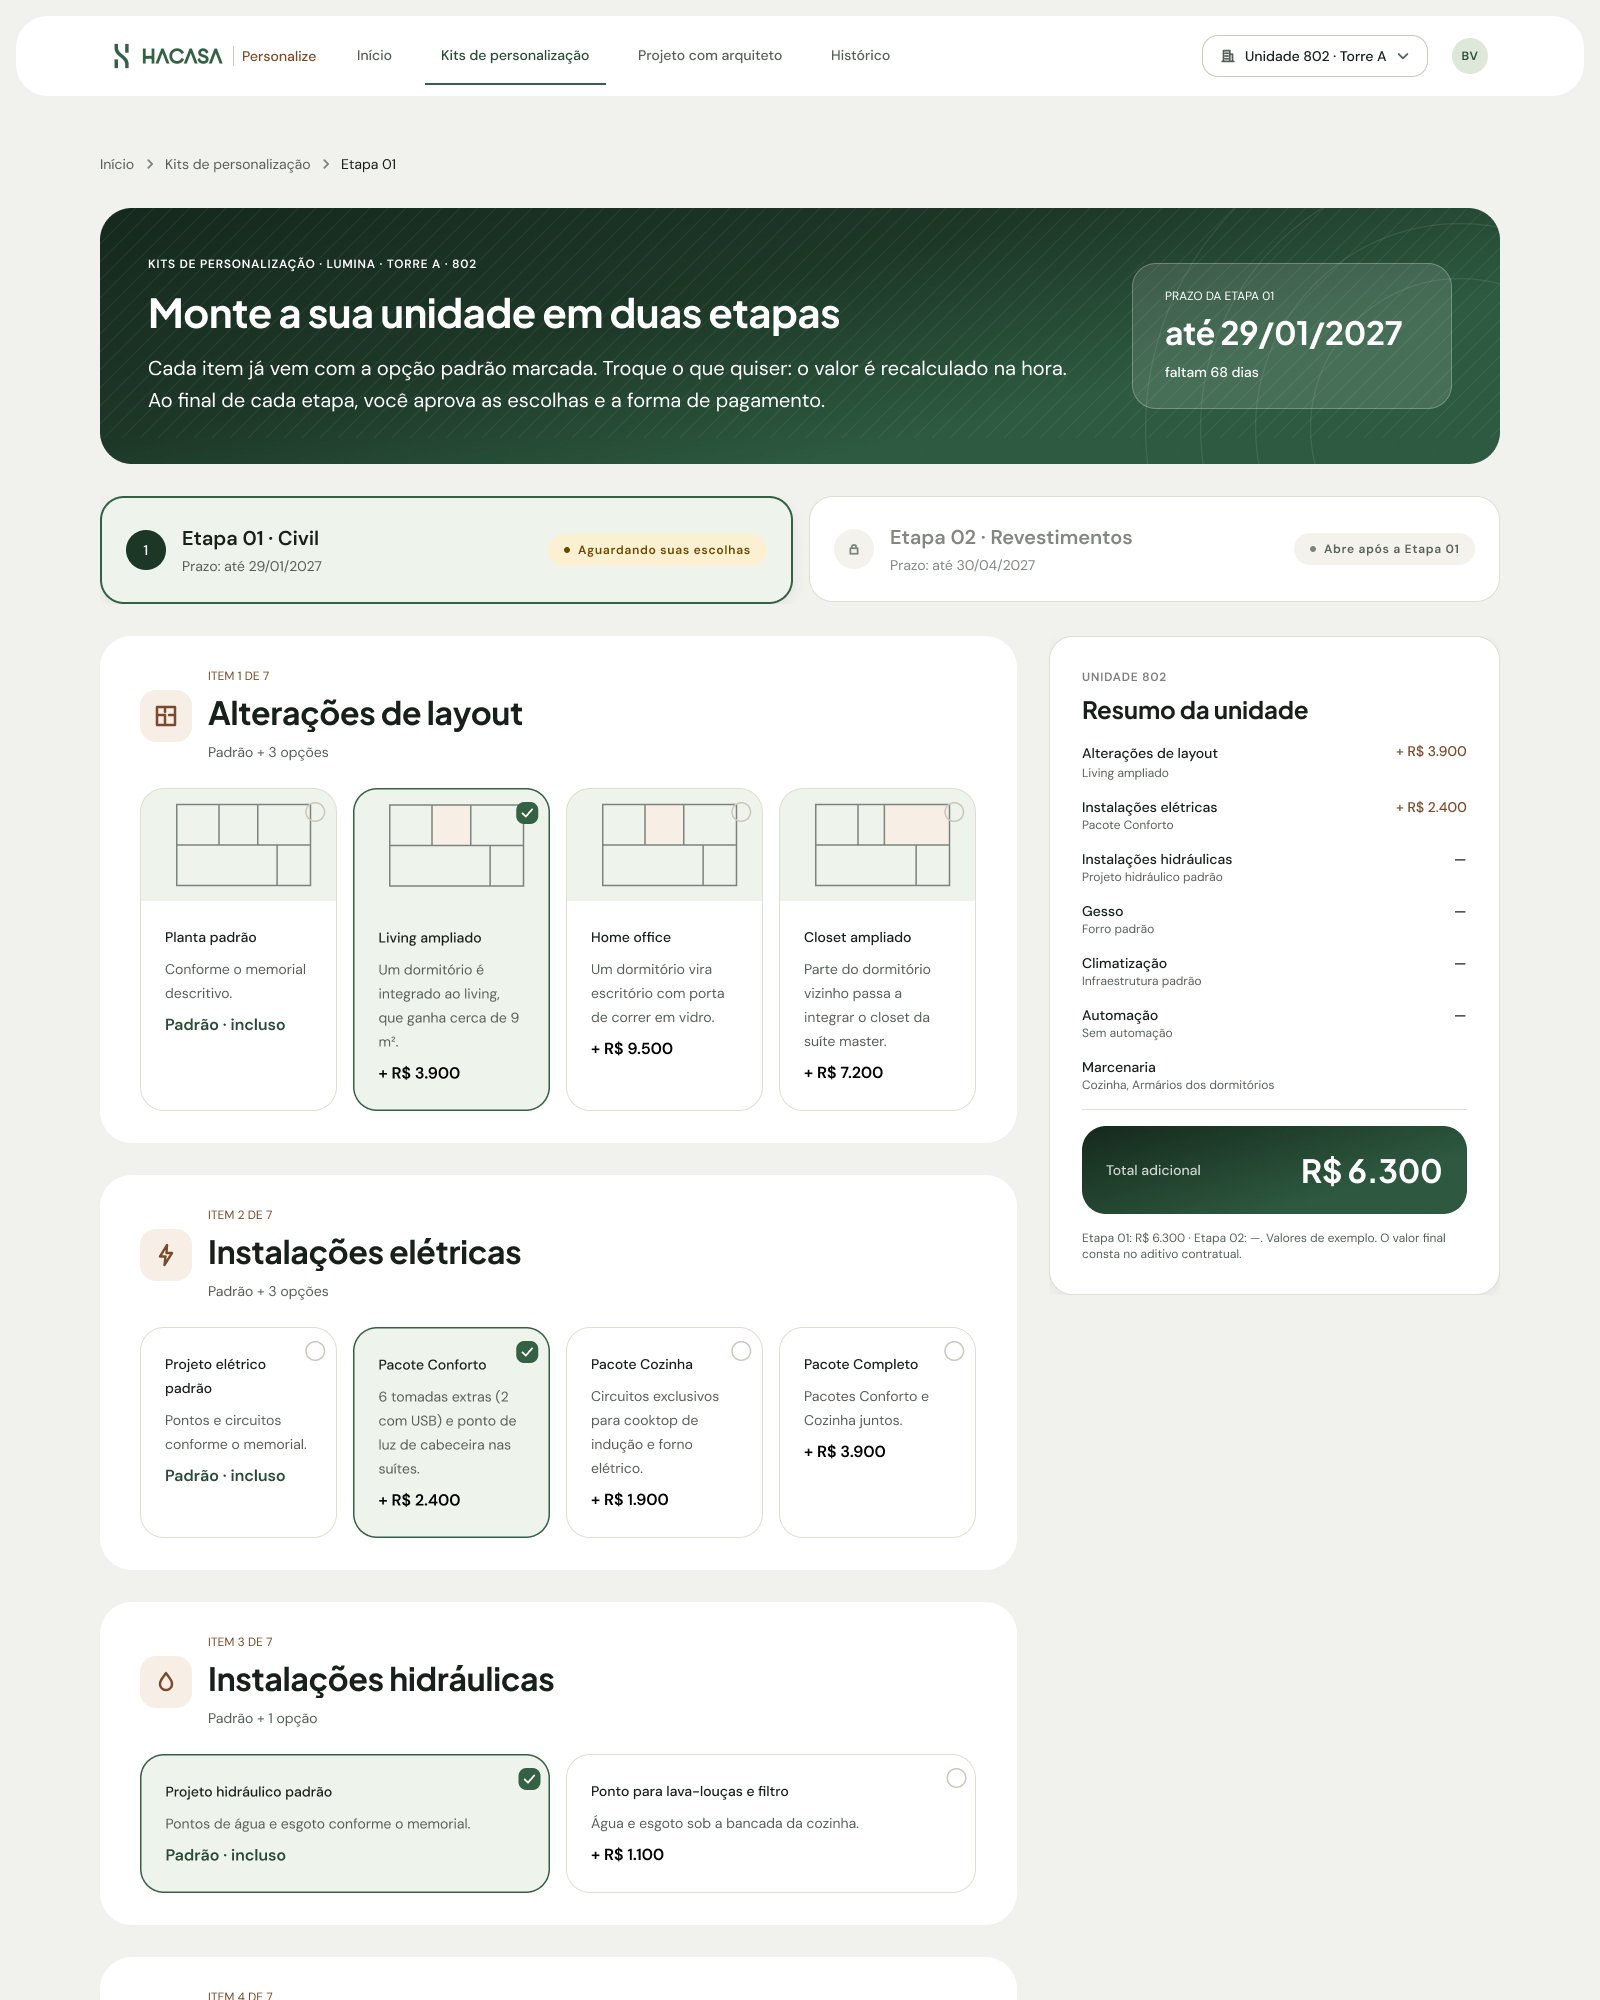 HACASA
Personalize
Início
Kits de personalização
Projeto com arquiteto
Histórico
Unidade 802 · Torre A
BV
Início
Kits de personalização
Etapa 01
KITS DE PERSONALIZAÇÃO · LUMINA · TORRE A · 802
Monte a sua unidade em duas etapas
Cada item já vem com a opção padrão marcada. Troque o que quiser: o valor é recalculado na hora.
Ao final de cada etapa, você aprova as escolhas e a forma de pagamento.
PRAZO DA ETAPA 01
até 29/01/2027
faltam 68 dias
1
Etapa 01 · Civil
Prazo: até 29/01/2027
Aguardando suas escolhas
Etapa 02 · Revestimentos
Prazo: até 30/04/2027
Abre após a Etapa 01
ITEM 1 DE 7
Alterações de layout
Padrão + 3 opções
Planta padrão
Conforme o memorial
descritivo.
Padrão · incluso
Living ampliado
Um dormitório é
integrado ao living,
que ganha cerca de 9
m².
+ R$ 3.900
Home office
Um dormitório vira
escritório com porta
de correr em vidro.
+ R$ 9.500
Closet ampliado
Parte do dormitório
vizinho passa a
integrar o closet da
suíte master.
+ R$ 7.200
ITEM 2 DE 7
Instalações elétricas
Padrão + 3 opções
Projeto elétrico
padrão
Pontos e circuitos
conforme o memorial.
Padrão · incluso
Pacote Conforto
6 tomadas extras (2
com USB) e ponto de
luz de cabeceira nas
suítes.
+ R$ 2.400
Pacote Cozinha
Circuitos exclusivos
para cooktop de
indução e forno
elétrico.
+ R$ 1.900
Pacote Completo
Pacotes Conforto e
Cozinha juntos.
+ R$ 3.900
ITEM 3 DE 7
Instalações hidráulicas
Padrão + 1 opção
Projeto hidráulico padrão
Pontos de água e esgoto conforme o memorial.
Padrão · incluso
Ponto para lava-louças e filtro
Água e esgoto sob a bancada da cozinha.
+ R$ 1.100
ITEM 4 DE 7
UNIDADE 802
Resumo da unidade
Alterações de layout
+ R$ 3.900
Living ampliado
Instalações elétricas
+ R$ 2.400
Pacote Conforto
Instalações hidráulicas
—
Projeto hidráulico padrão
Gesso
—
Forro padrão
Climatização
—
Infraestrutura padrão
Automação
—
Sem automação
Marcenaria
Cozinha, Armários dos dormitórios
Total adicional
R$ 6.300
Etapa 01: R$ 6.300 · Etapa 02: —. Valores de exemplo. O valor final
consta no aditivo contratual.